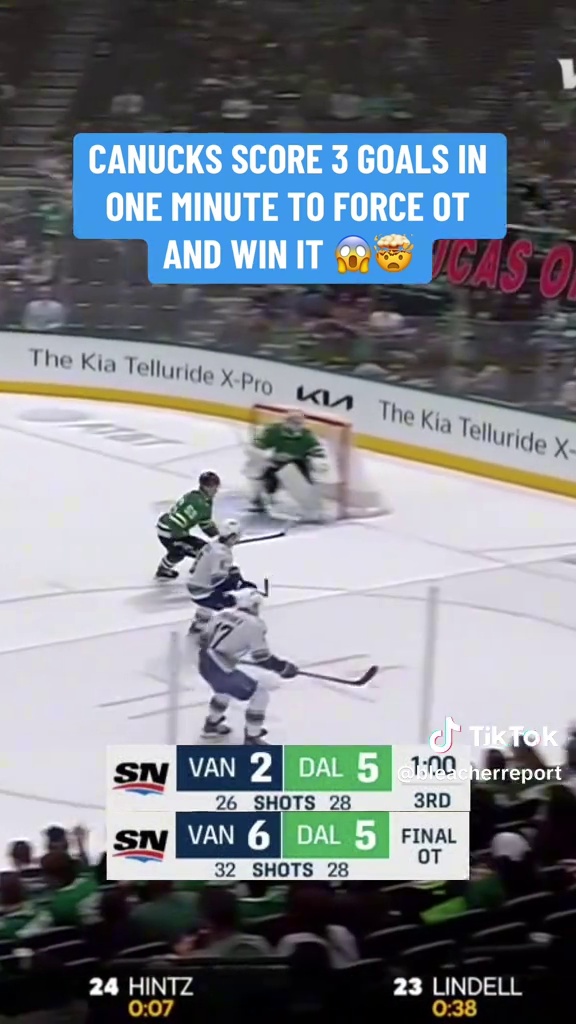 CANUCKS SCORE 3 GOALS IN
ONE MINUTE TO FORCE OT
AND WIN IT 😱🤯
UCAS O
The Kia Telluride X-Pro KIA The Kia Telluride X-
TikTok
@bleacherreport
SN VAN 2 DAL 5 1:00
26 SHOTS 28 3RD
SN VAN 6 DAL 5 FINAL
OT
32 SHOTS 28
24 HINTZ 23 LINDELL
0:07 0:38